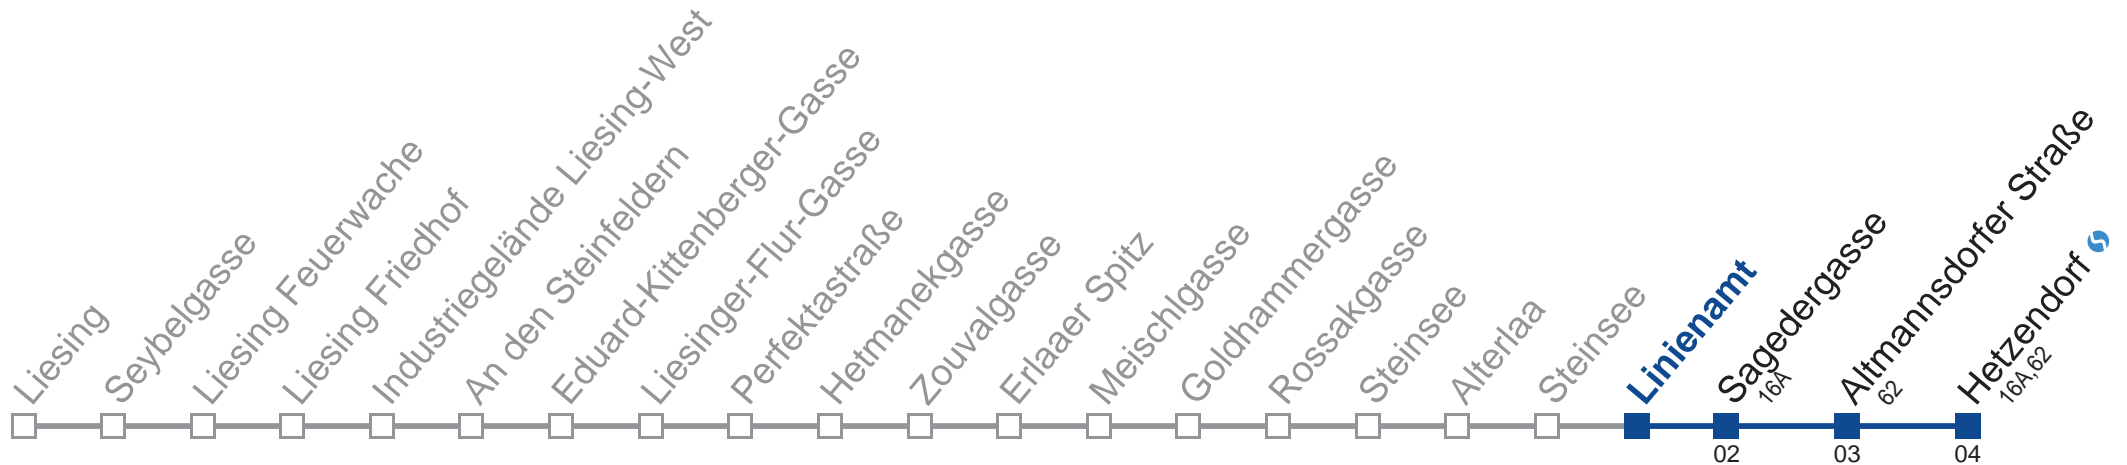 Liesing
Seybelgasse
Liesing Feuerwache
Liesing Friedhof
Industriegelände Liesing-West
An den Steinfeldern
Eduard-Kittenberger-Gasse
Liesinger-Flur-Gasse
Perfektastraße
Hetmanekgasse
Zouvalgasse
Erlaaer Spitz
Meischlgasse
Goldhammergasse
Rossakgasse
Steinsee
Alterlaa
Steinsee
Linienamt
Sagedergasse
16A
02
Altmannsdorfer Straße
62
03
Hetzendorf
16A,62
04